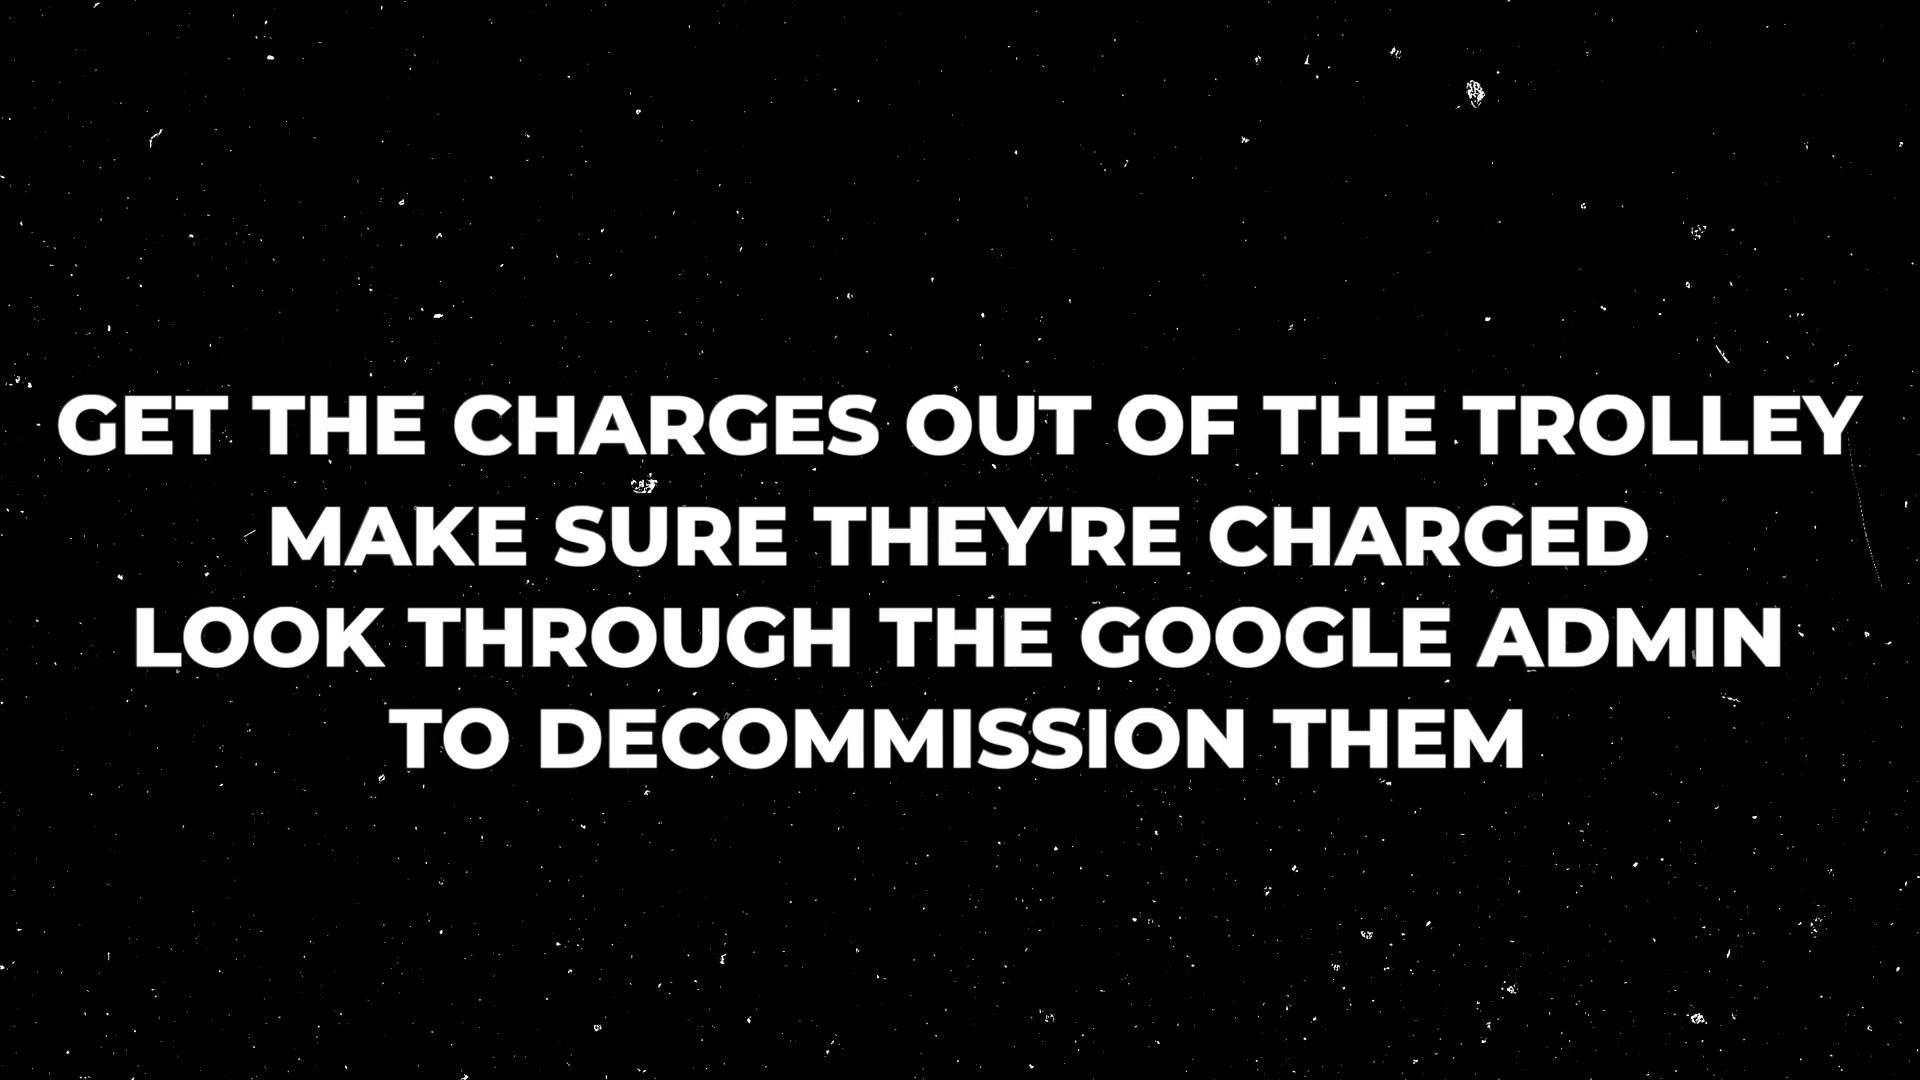 GET THE CHARGES OUT OF THE TROLLEY
MAKE SURE THEY'RE CHARGED
LOOK THROUGH THE GOOGLE ADMIN
TO DECOMMISSION THEM